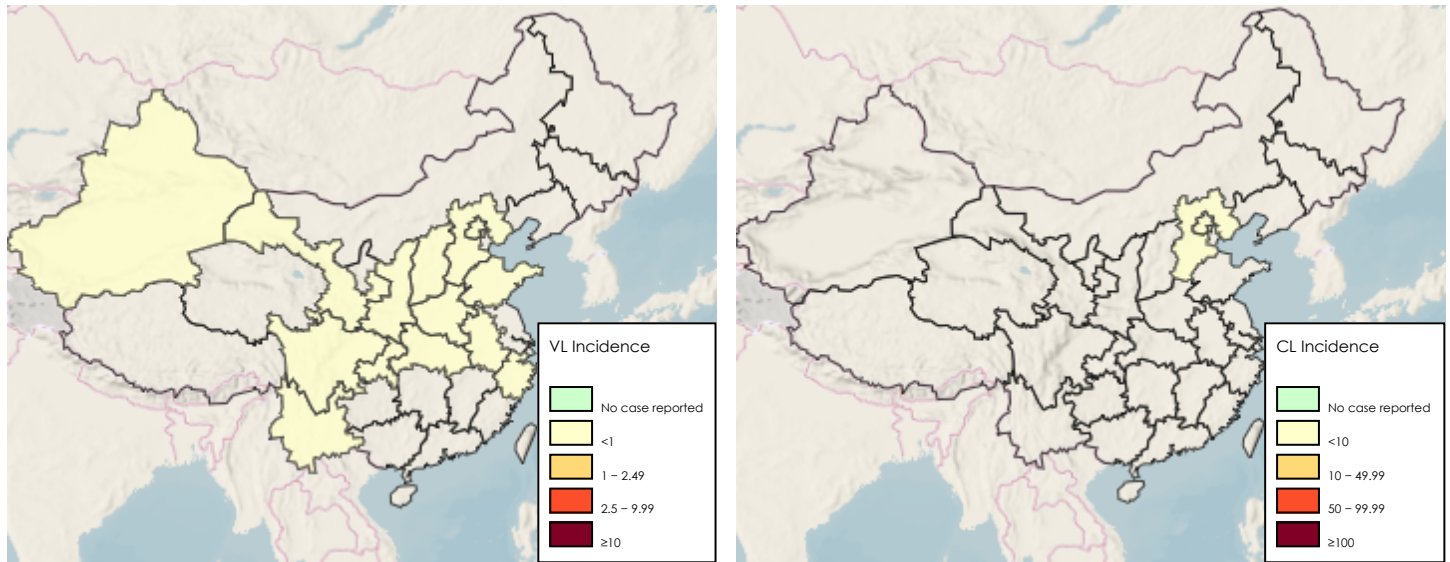 VL Incidence
No case reported
<1
1 – 2.49
2.5 – 9.99
≥10
CL Incidence
No case reported
<10
10 – 49.99
50 – 99.99
≥100